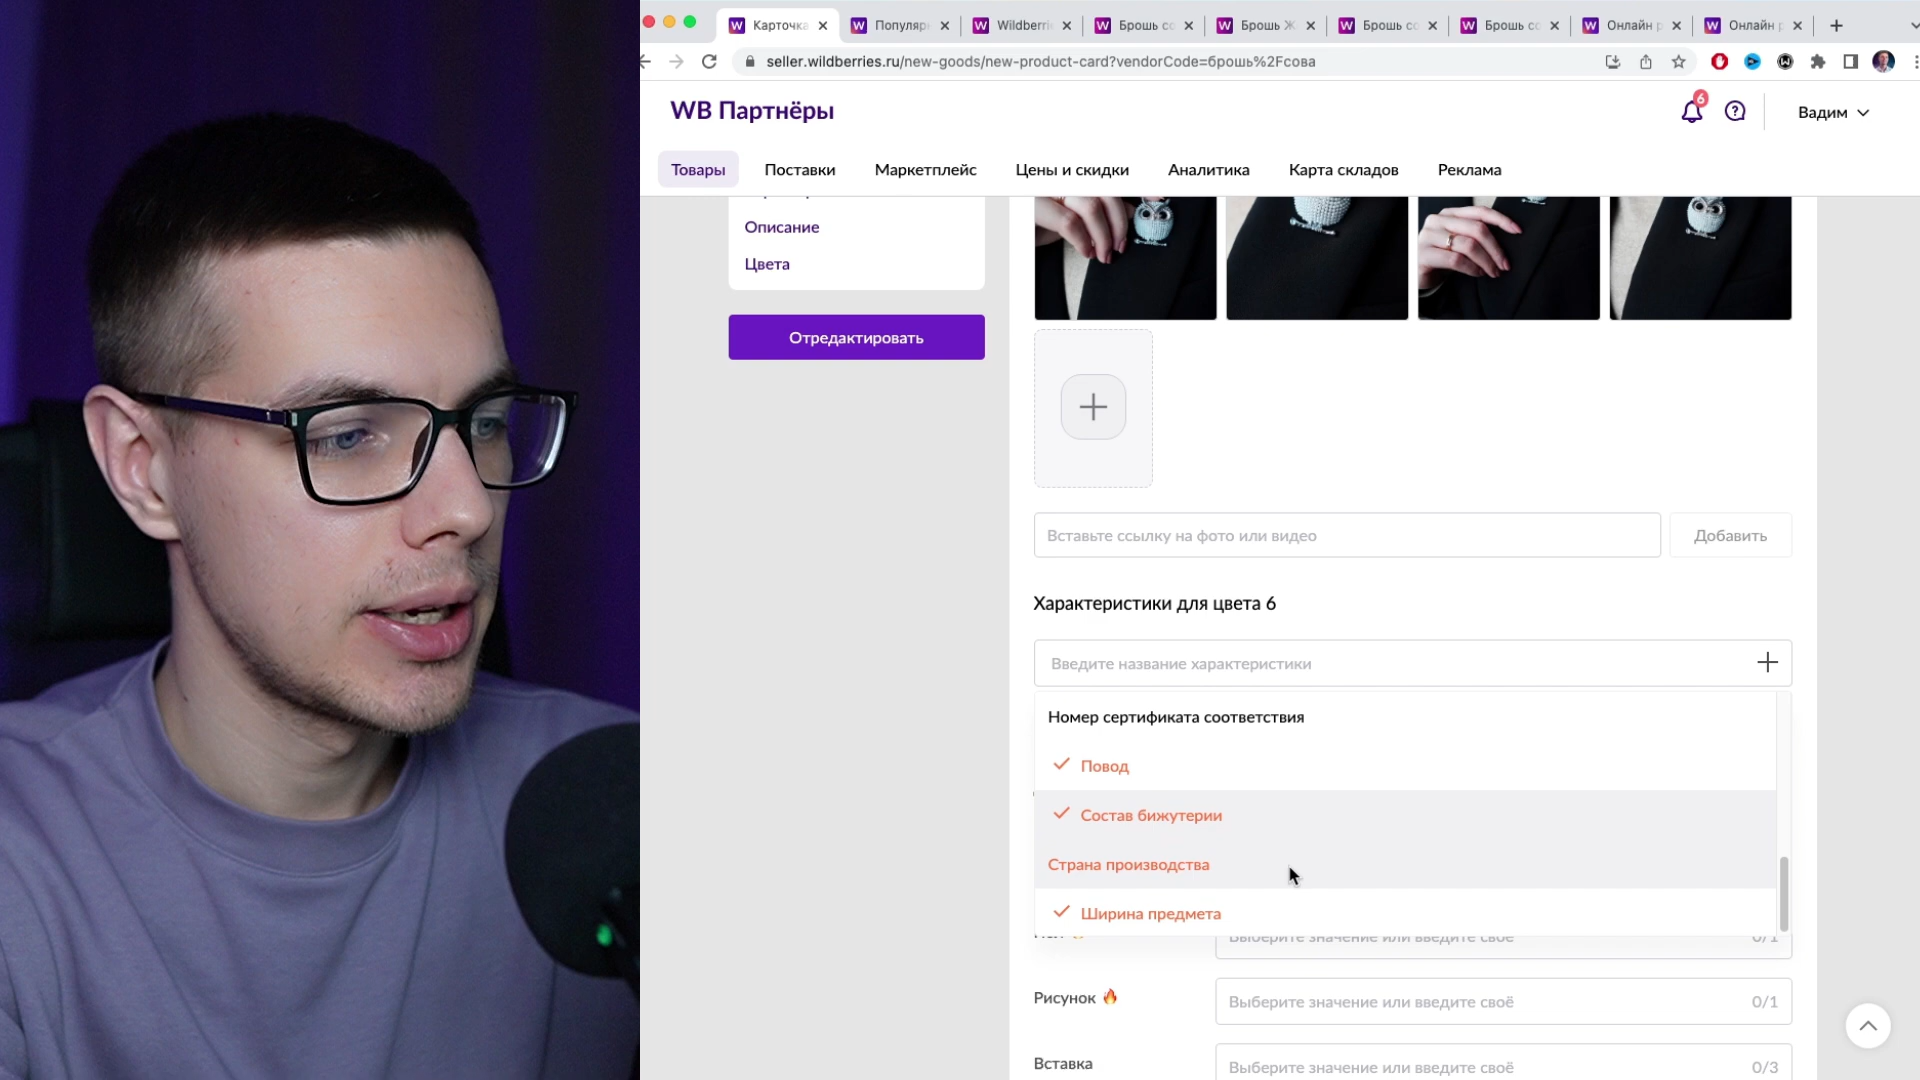 Карточка
Популяр
Wildberri
Брошь со
Брошь Ж
Брошь со
Брошь со
Онлайн р
Онлайн р
seller.wildberries.ru/new-goods/new-product-card?vendorCode=брошь%2Fсова
WB Партнёры
6
Вадим
Товары
Поставки
Маркетплейс
Цены и скидки
Аналитика
Карта складов
Реклама
Описание
Цвета
Отредактировать
Вставьте ссылку на фото или видео
Добавить
Характеристики для цвета 6
Введите название характеристики
Номер сертификата соответствия
Повод
Состав бижутерии
Страна производства
Ширина предмета
Выберите значение или введите своё
0/1
Рисунок
Выберите значение или введите своё
0/1
Вставка
Выберите значение или введите своё
0/3